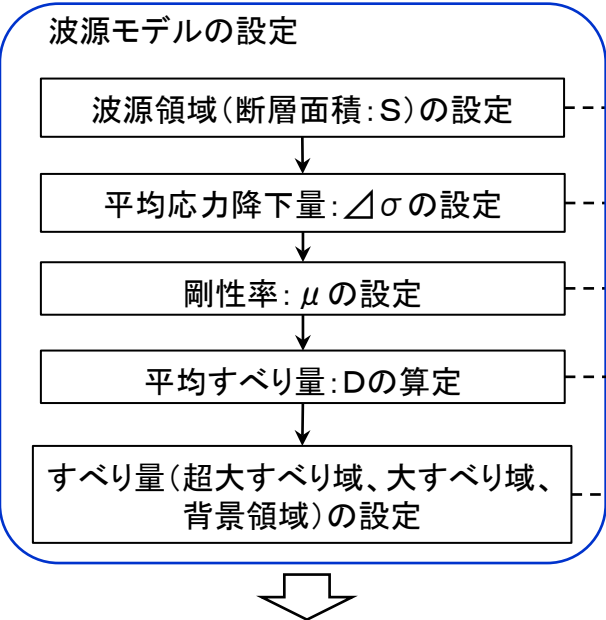 波源モデルの設定
波源領域（断層面積：S）の設定
平均応力降下量：⊿σの設定
剛性率：μの設定
平均すべり量：Dの算定
すべり量（超大すべり域、大すべり域、
背景領域）の設定